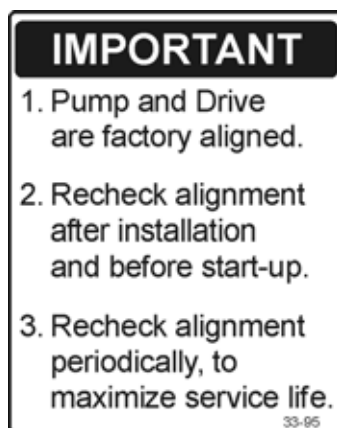 IMPORTANT
1. Pump and Drive
are factory aligned.
2. Recheck alignment
after installation
and before start-up.
3. Recheck alignment
periodically, to
maximize service life.
33-95